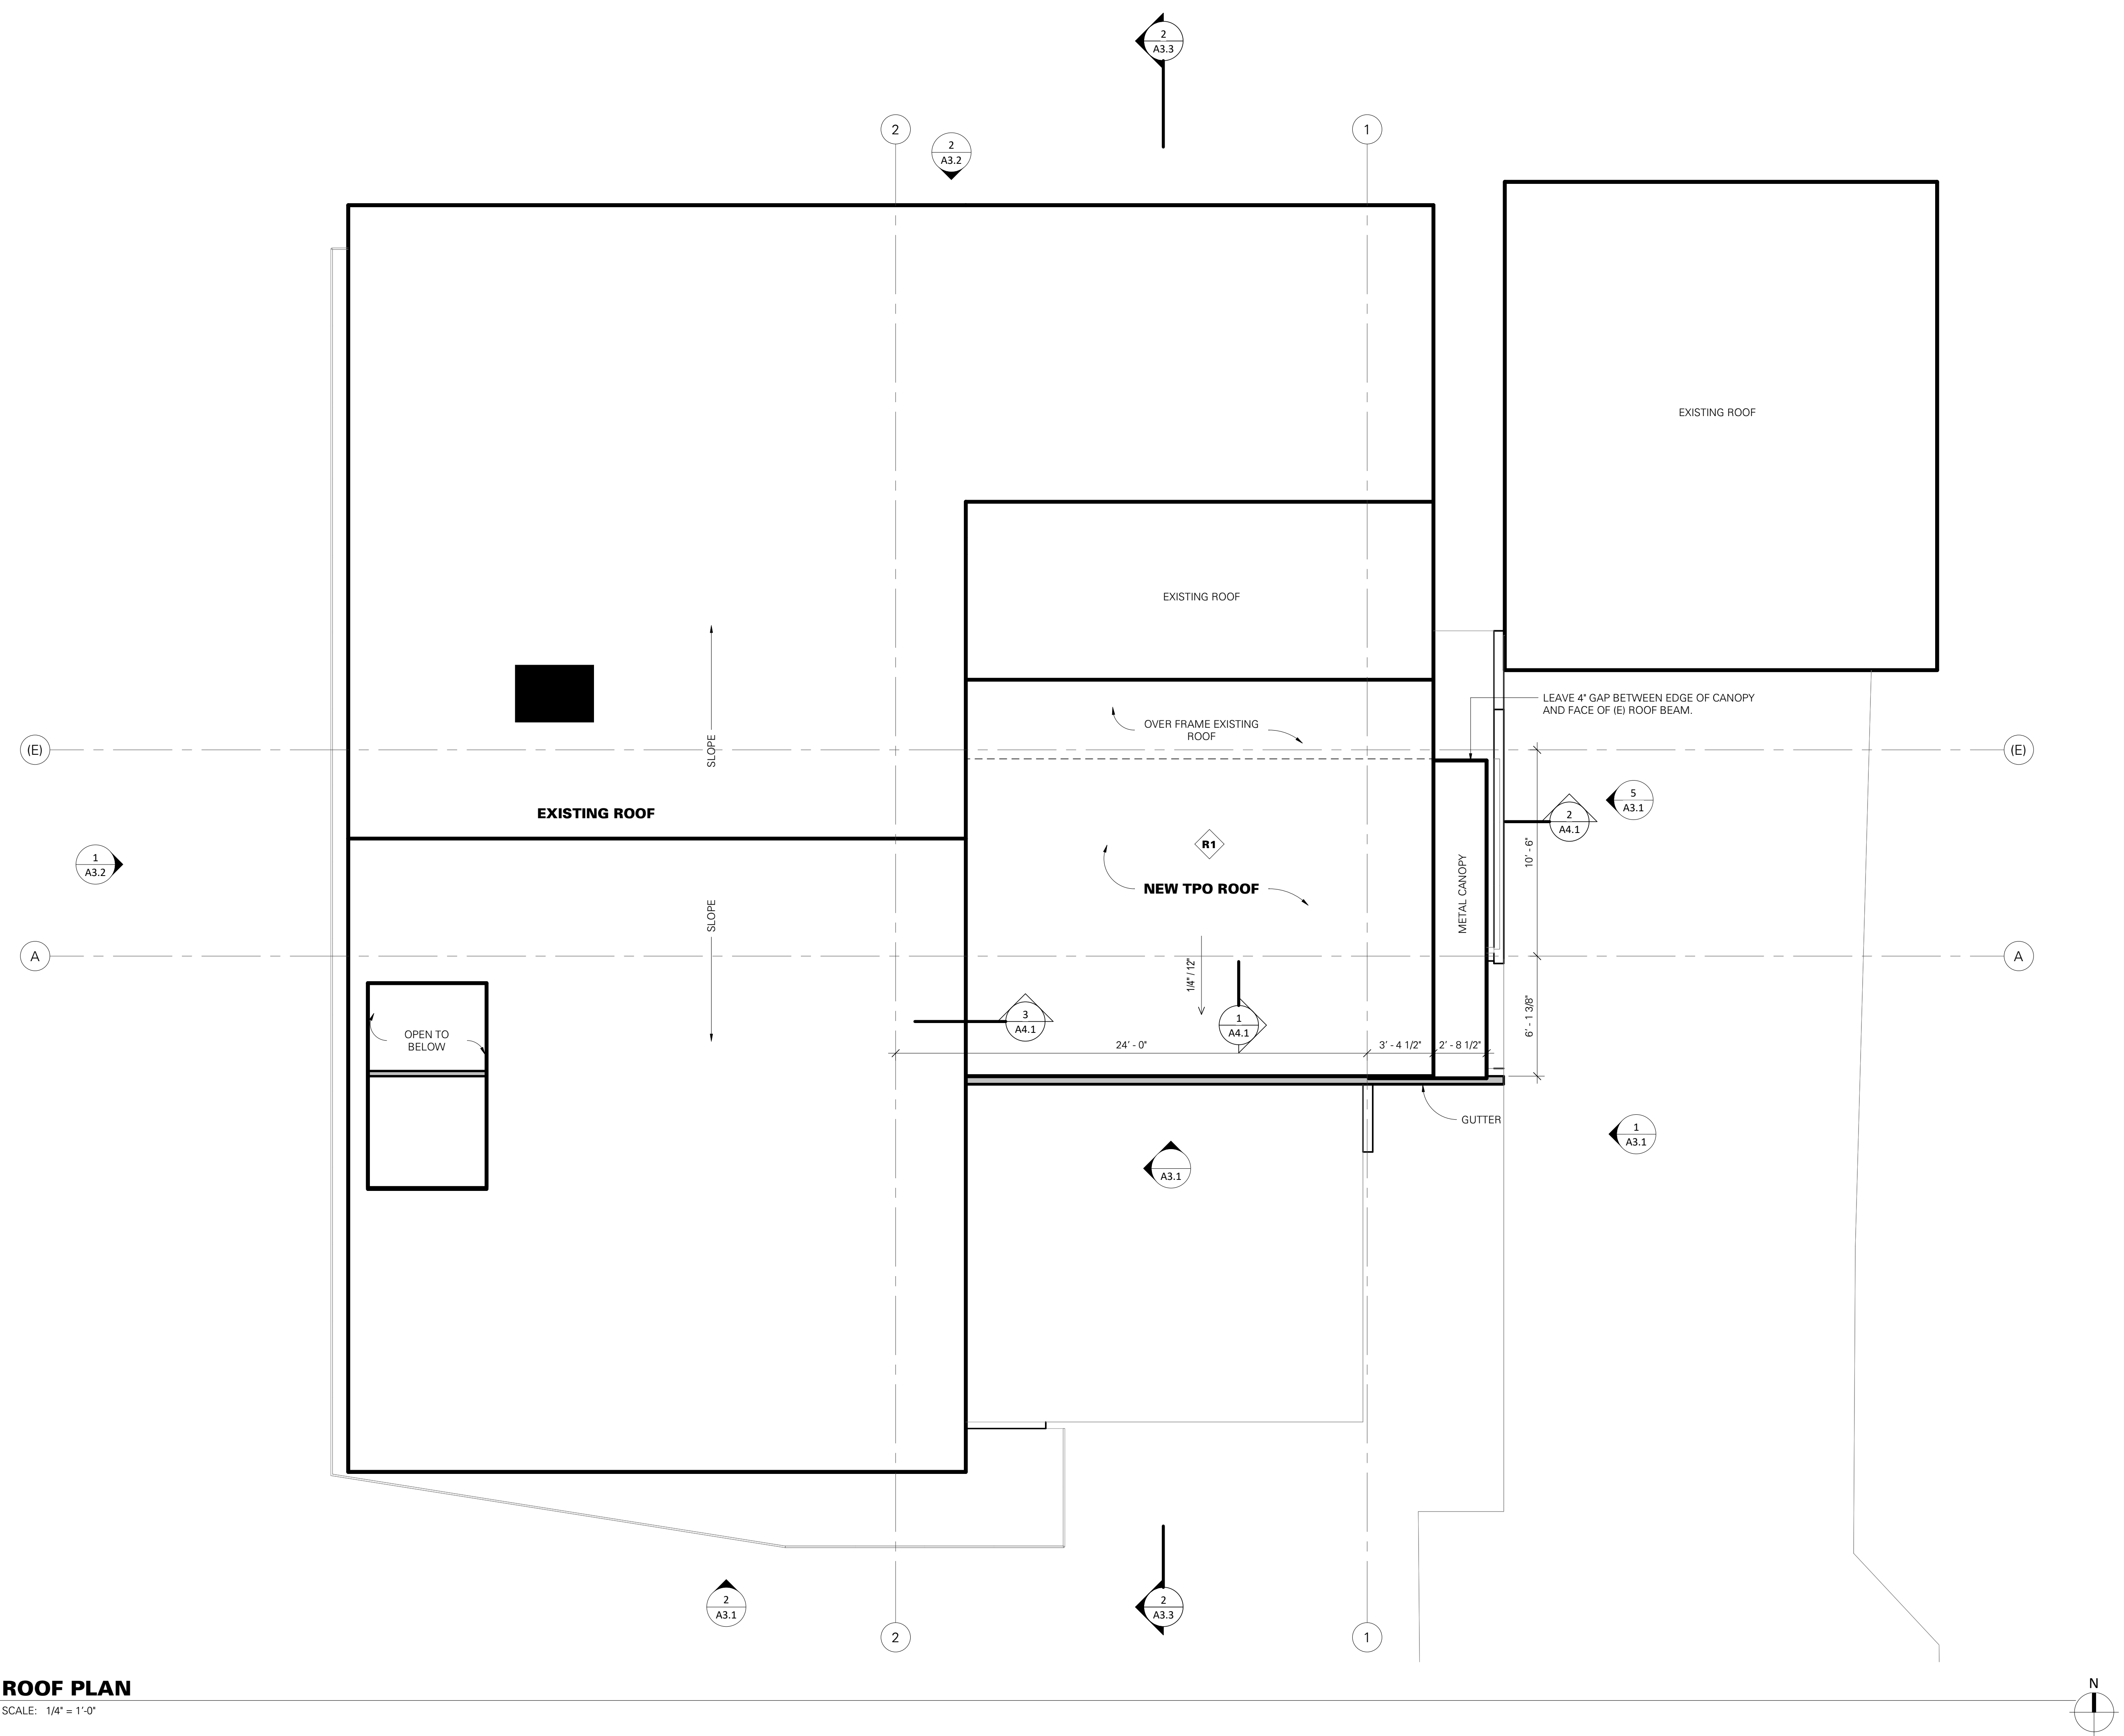 2
A3.3
2
1
2
A3.2
EXISTING ROOF
EXISTING ROOF
LEAVE 4" GAP BETWEEN EDGE OF CANOPY
AND FACE OF (E) ROOF BEAM.
OVER FRAME EXISTING
ROOF
(E)
SLOPE
(E)
5
A3.1
2
A4.1
EXISTING ROOF
R1
10' - 6"
1
A3.2
NEW TPO ROOF
METAL CANOPY
SLOPE
A
A
1/4" / 12"
3
A4.1
1
A4.1
6' - 1 3/8"
OPEN TO
BELOW
24' - 0"
3' - 4 1/2"
2' - 8 1/2"
GUTTER
1
A3.1
A3.1
2
A3.1
2
A3.3
2
1
ROOF PLAN
SCALE: 1/4" = 1'-0"
N